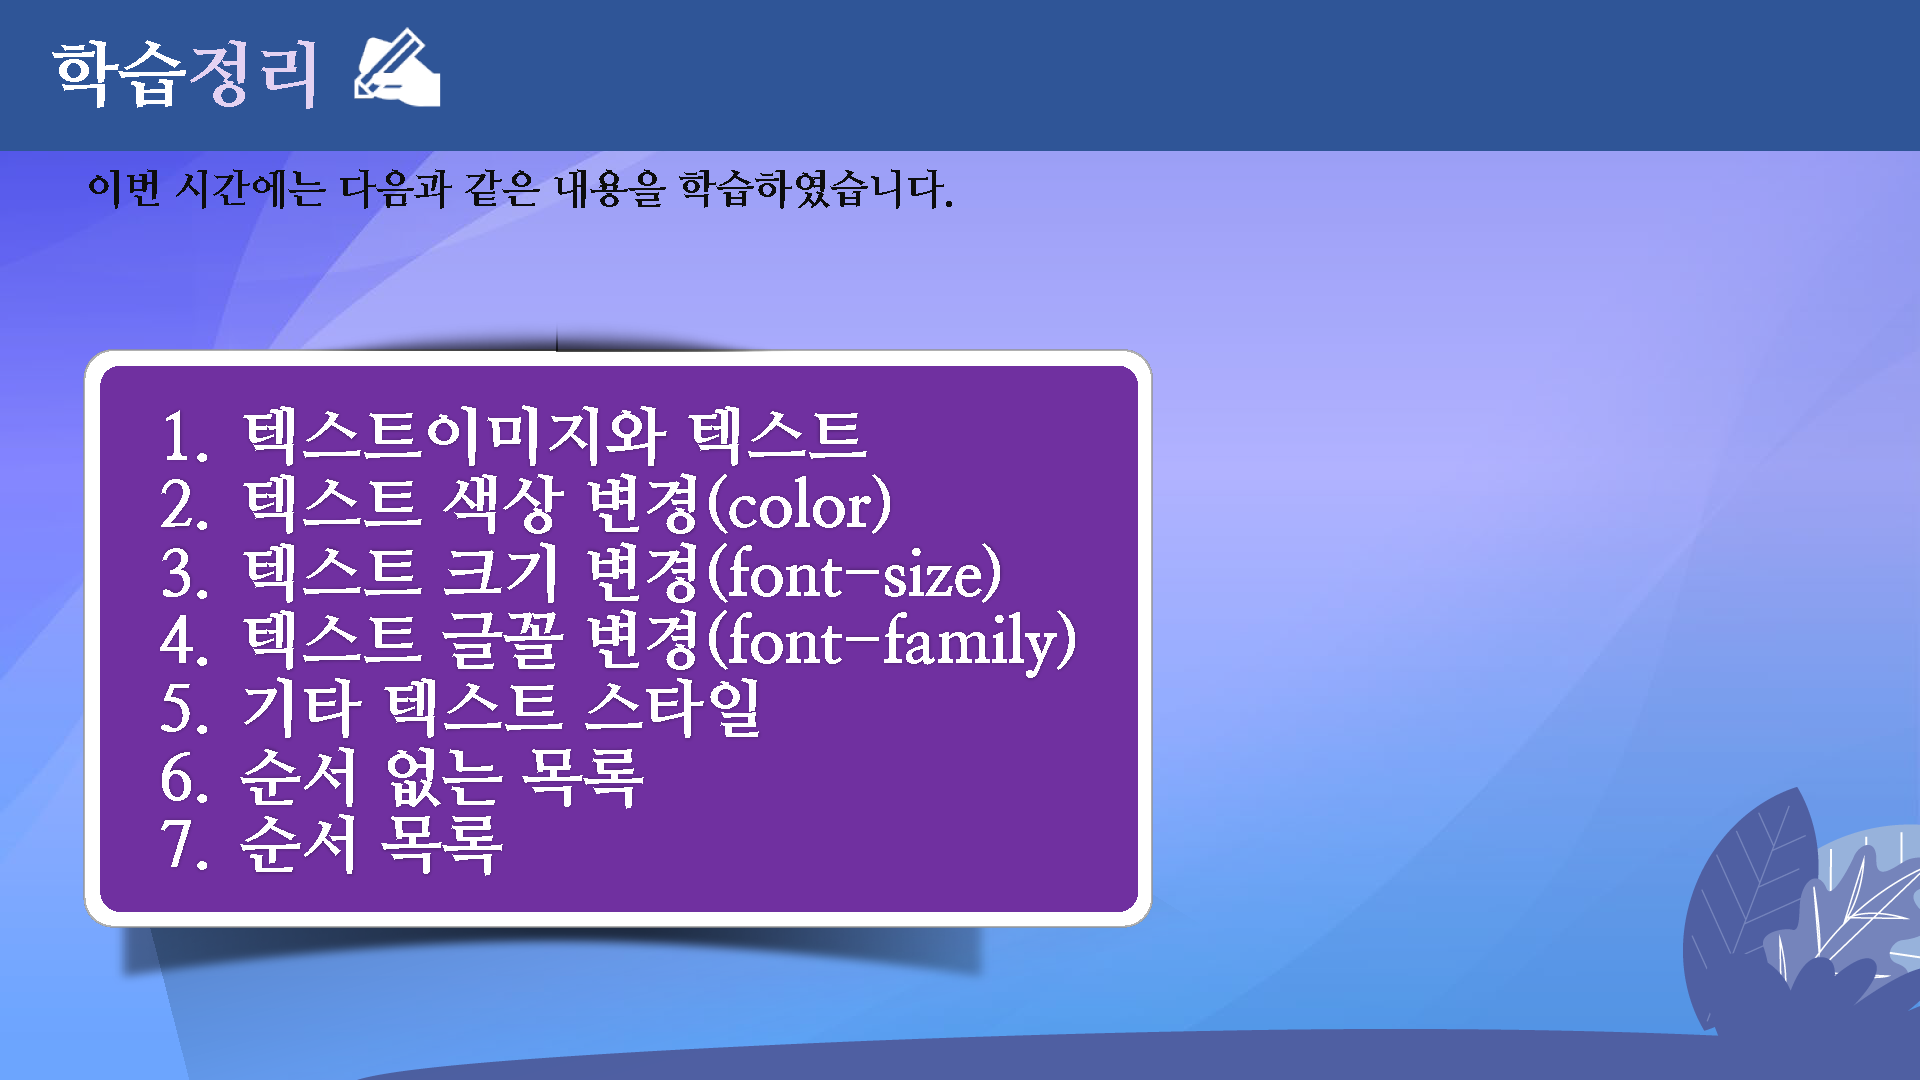 학습정리
이번 시간에는 다음과 같은 내용을 학습하였습니다.
1. 텍스트이미지와 텍스트
2. 텍스트 색상 변경(color)
3. 텍스트 크기 변경(font-size)
4. 텍스트 글꼴 변경(font-family)
5. 기타 텍스트 스타일
6. 순서 없는 목록
7. 순서 목록